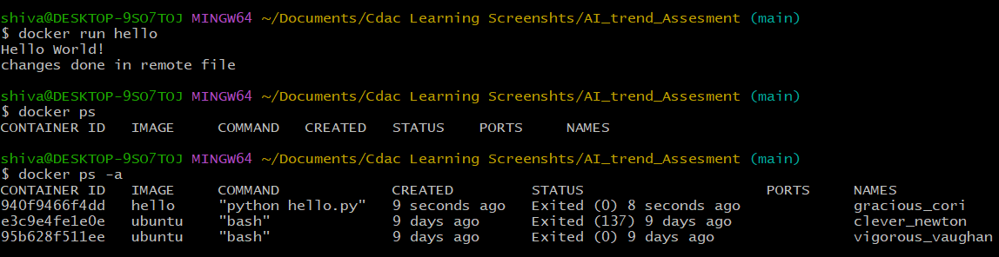 shiva@DESKTOP-9SO7TOJ MINGW64 ~/Documents/Cdac Learning Screenshts/AI_trend_Assesment (main)
$ docker run hello
Hello World!
changes done in remote file
shiva@DESKTOP-9SO7TOJ MINGW64 ~/Documents/Cdac Learning Screenshts/AI_trend_Assesment (main)
$ docker ps
CONTAINER ID   IMAGE     COMMAND   CREATED   STATUS    PORTS     NAMES
shiva@DESKTOP-9SO7TOJ MINGW64 ~/Documents/Cdac Learning Screenshts/AI_trend_Assesment (main)
$ docker ps -a
CONTAINER ID   IMAGE     COMMAND             CREATED         STATUS                     PORTS     NAMES
940f9466f4dd   hello     "python hello.py"   9 seconds ago   Exited (0) 8 seconds ago             gracious_cori
e3c9e4fe1e0e   ubuntu    "bash"              9 days ago      Exited (137) 9 days ago              clever_newton
95b628f511ee   ubuntu    "bash"              9 days ago      Exited (0) 9 days ago                vigorous_vaughan